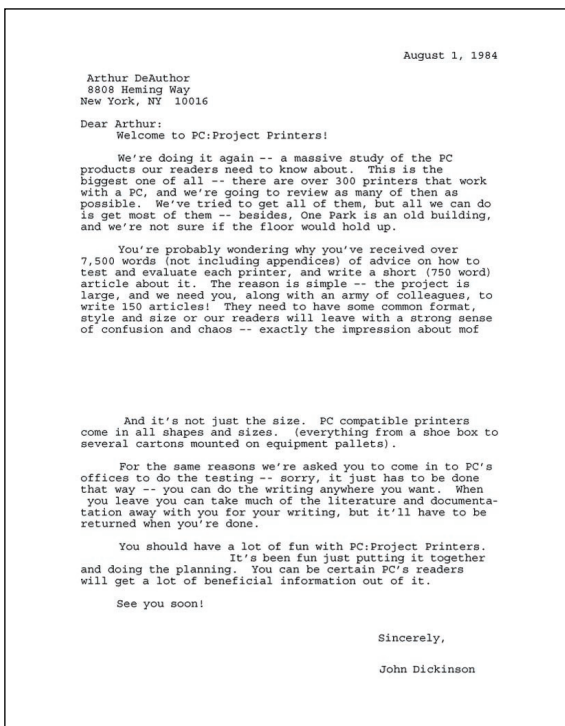 August 1, 1984
Arthur DeAuthor
8808 Heming Way
New York, NY 10016
Dear Arthur:
Welcome to PC:Project Printers!
We're doing it again -- a massive study of the PC
products our readers need to know about. This is the
biggest one of all -- there are over 300 printers that work
with a PC, and we're going to review as many of then as
possible. We've tried to get all of them, but all we can do
is get most of them -- besides, One Park is an old building,
and we're not sure if the floor would hold up.
You're probably wondering why you've received over
7,500 words (not including appendices) of advice on how to
test and evaluate each printer, and write a short (750 word)
article about it. The reason is simple -- the project is
large, and we need you, along with an army of colleagues, to
write 150 articles! They need to have some common format,
style and size or our readers will leave with a strong sense
of confusion and chaos -- exactly the impression about mof
And it's not just the size. PC compatible printers
come in all shapes and sizes. (everything from a shoe box to
several cartons mounted on equipment pallets).
For the same reasons we're asked you to come in to PC's
offices to do the testing -- sorry, it just has to be done
that way -- you can do the writing anywhere you want. When
you leave you can take much of the literature and documenta-
tation away with you for your writing, but it'll have to be
returned when you're done.
You should have a lot of fun with PC:Project Printers.
It's been fun just putting it together
and doing the planning. You can be certain PC's readers
will get a lot of beneficial information out of it.
See you soon!
Sincerely,
John Dickinson